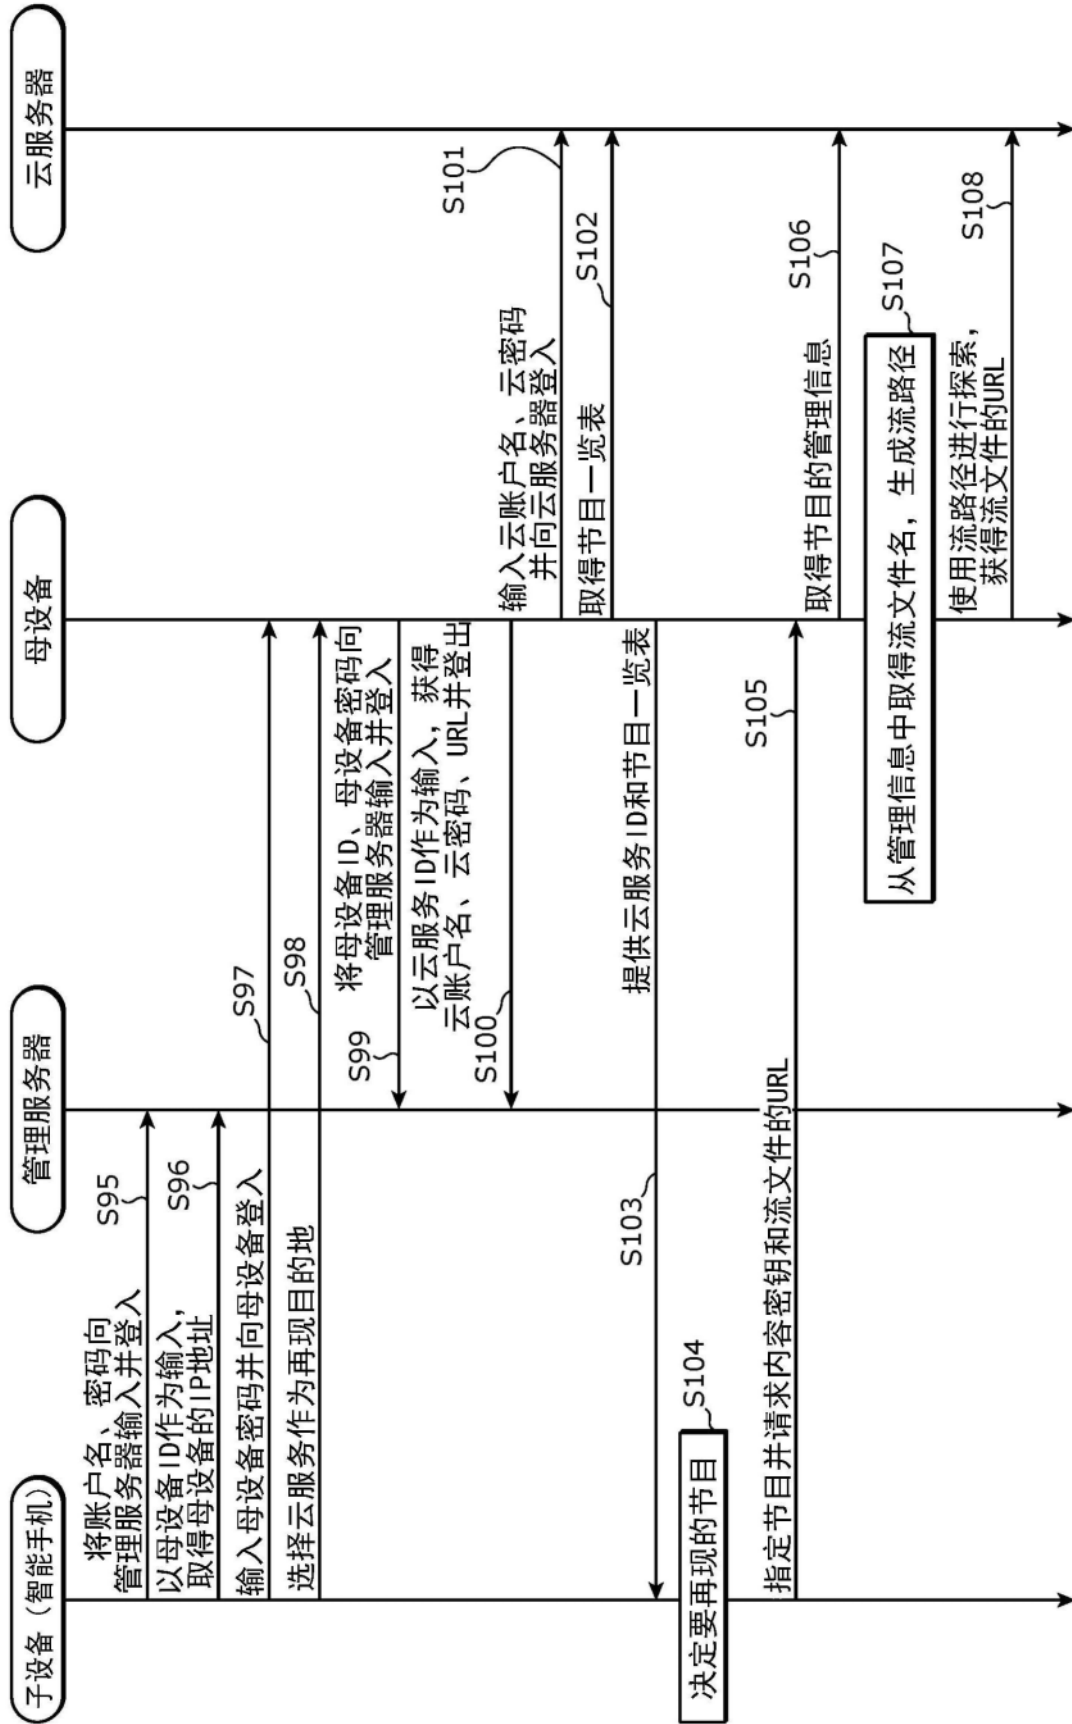 子设备（智能手机）
管理服务器
母设备
云服务器
将账户名、密码向
管理服务器输入并登入
S95
以母设备ID作为输入，
取得母设备的IP地址
S96
输入母设备密码并向母设备登入
S97
选择云服务作为再现目的地
S98
将母设备ID、母设备密码向
管理服务器输入并登入
S99
以云服务ID作为输入，获得
云账户名、云密码、URL并登出
S100
输入云账户名、云密码
并向云服务器登入
S101
取得节目一览表
S102
提供云服务ID和节目一览表
S103
决定要再现的节目
S104
指定节目并请求内容密钥和流文件的URL
S105
取得节目的管理信息
S106
从管理信息中取得流文件名，生成流路径
S107
使用流路径进行探索，
获得流文件的URL
S108